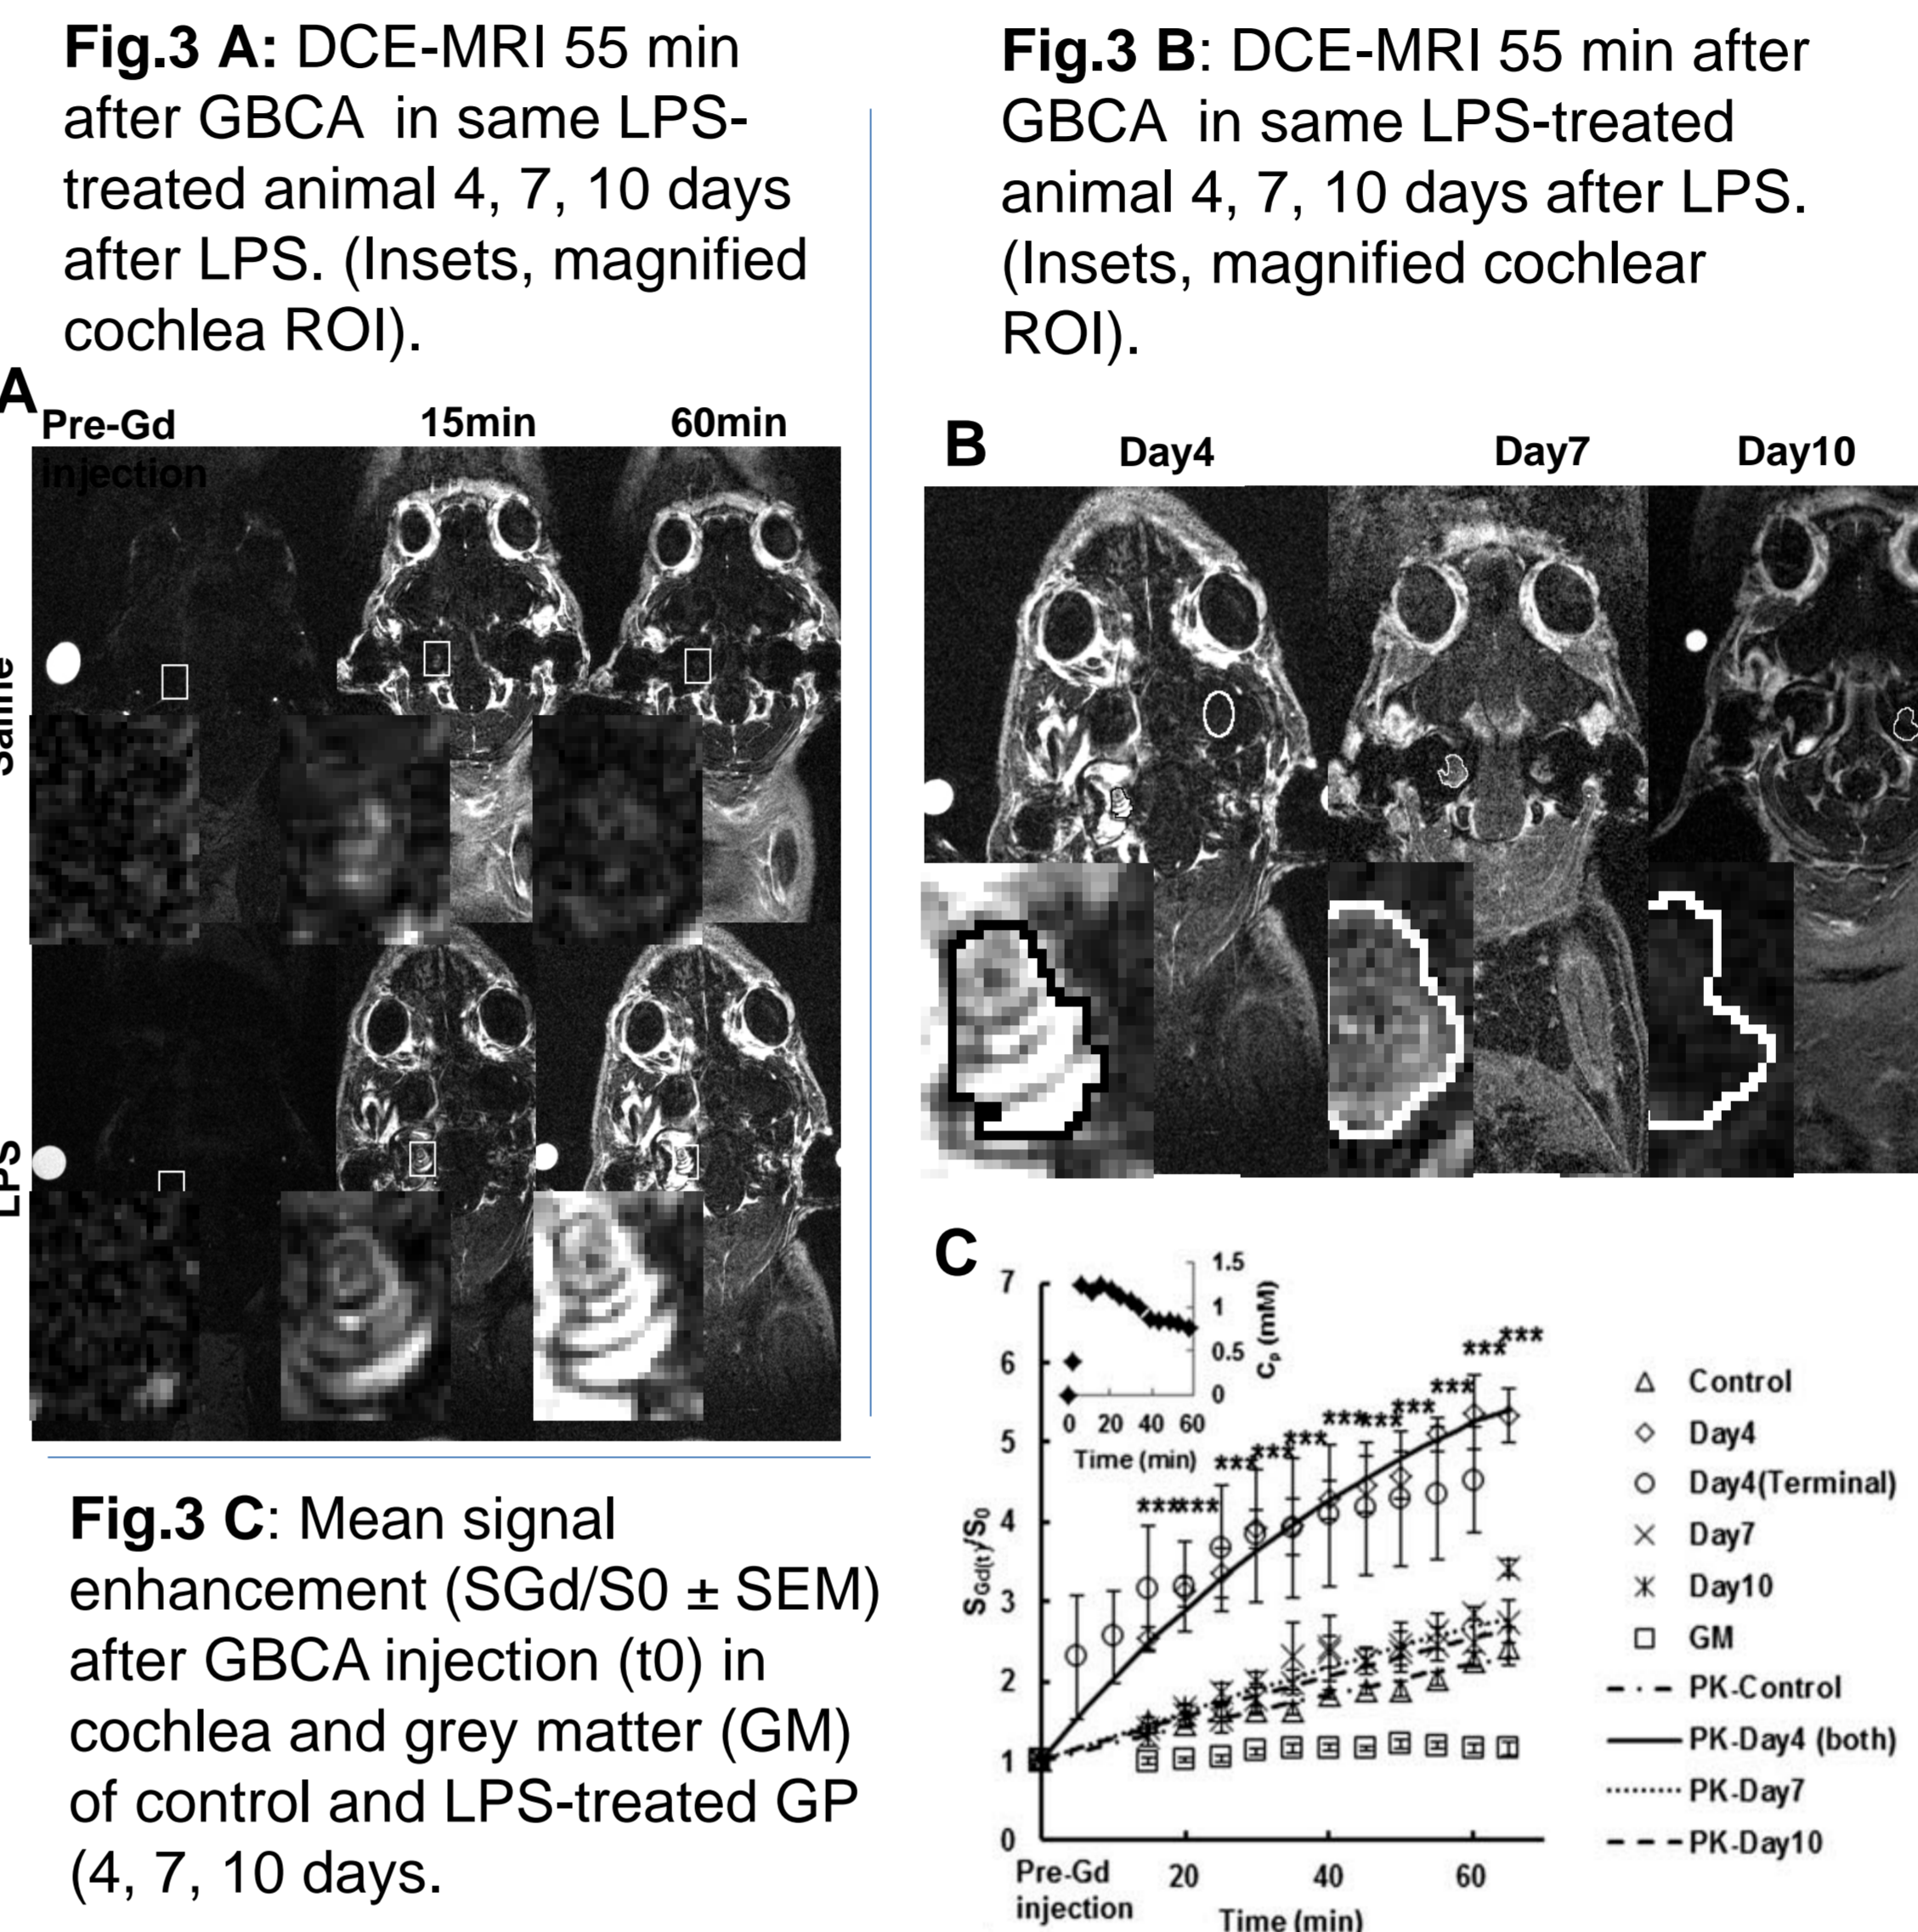 Fig.3 A: DCE-MRI 55 min
after GBCA  in same LPS-
treated animal 4, 7, 10 days
after LPS. (Insets, magnified
cochlea ROI).
Fig.3 B: DCE-MRI 55 min after
GBCA  in same LPS-treated
animal 4, 7, 10 days after LPS.
(Insets, magnified cochlear
ROI).
A
Pre-Gd
injection
15min
60min
LPS
B
Day4
Day7
Day10
Fig.3 C: Mean signal
enhancement (SGd/S0 ± SEM)
after GBCA injection (t0) in
cochlea and grey matter (GM)
of control and LPS-treated GP
(4, 7, 10 days.
C
7
6
5
4
3
2
1
0
SGd(t)/S0
1.5
1
0.5
0
Cp (mM)
0 20 40 60
Time (min)
*** *** *** *** *** *** *** *** *** *** ***
Pre-Gd
injection
20 40 60
Time (min)
Control
Day4
Day4(Terminal)
Day7
Day10
GM
PK-Control
PK-Day4 (both)
PK-Day7
PK-Day10